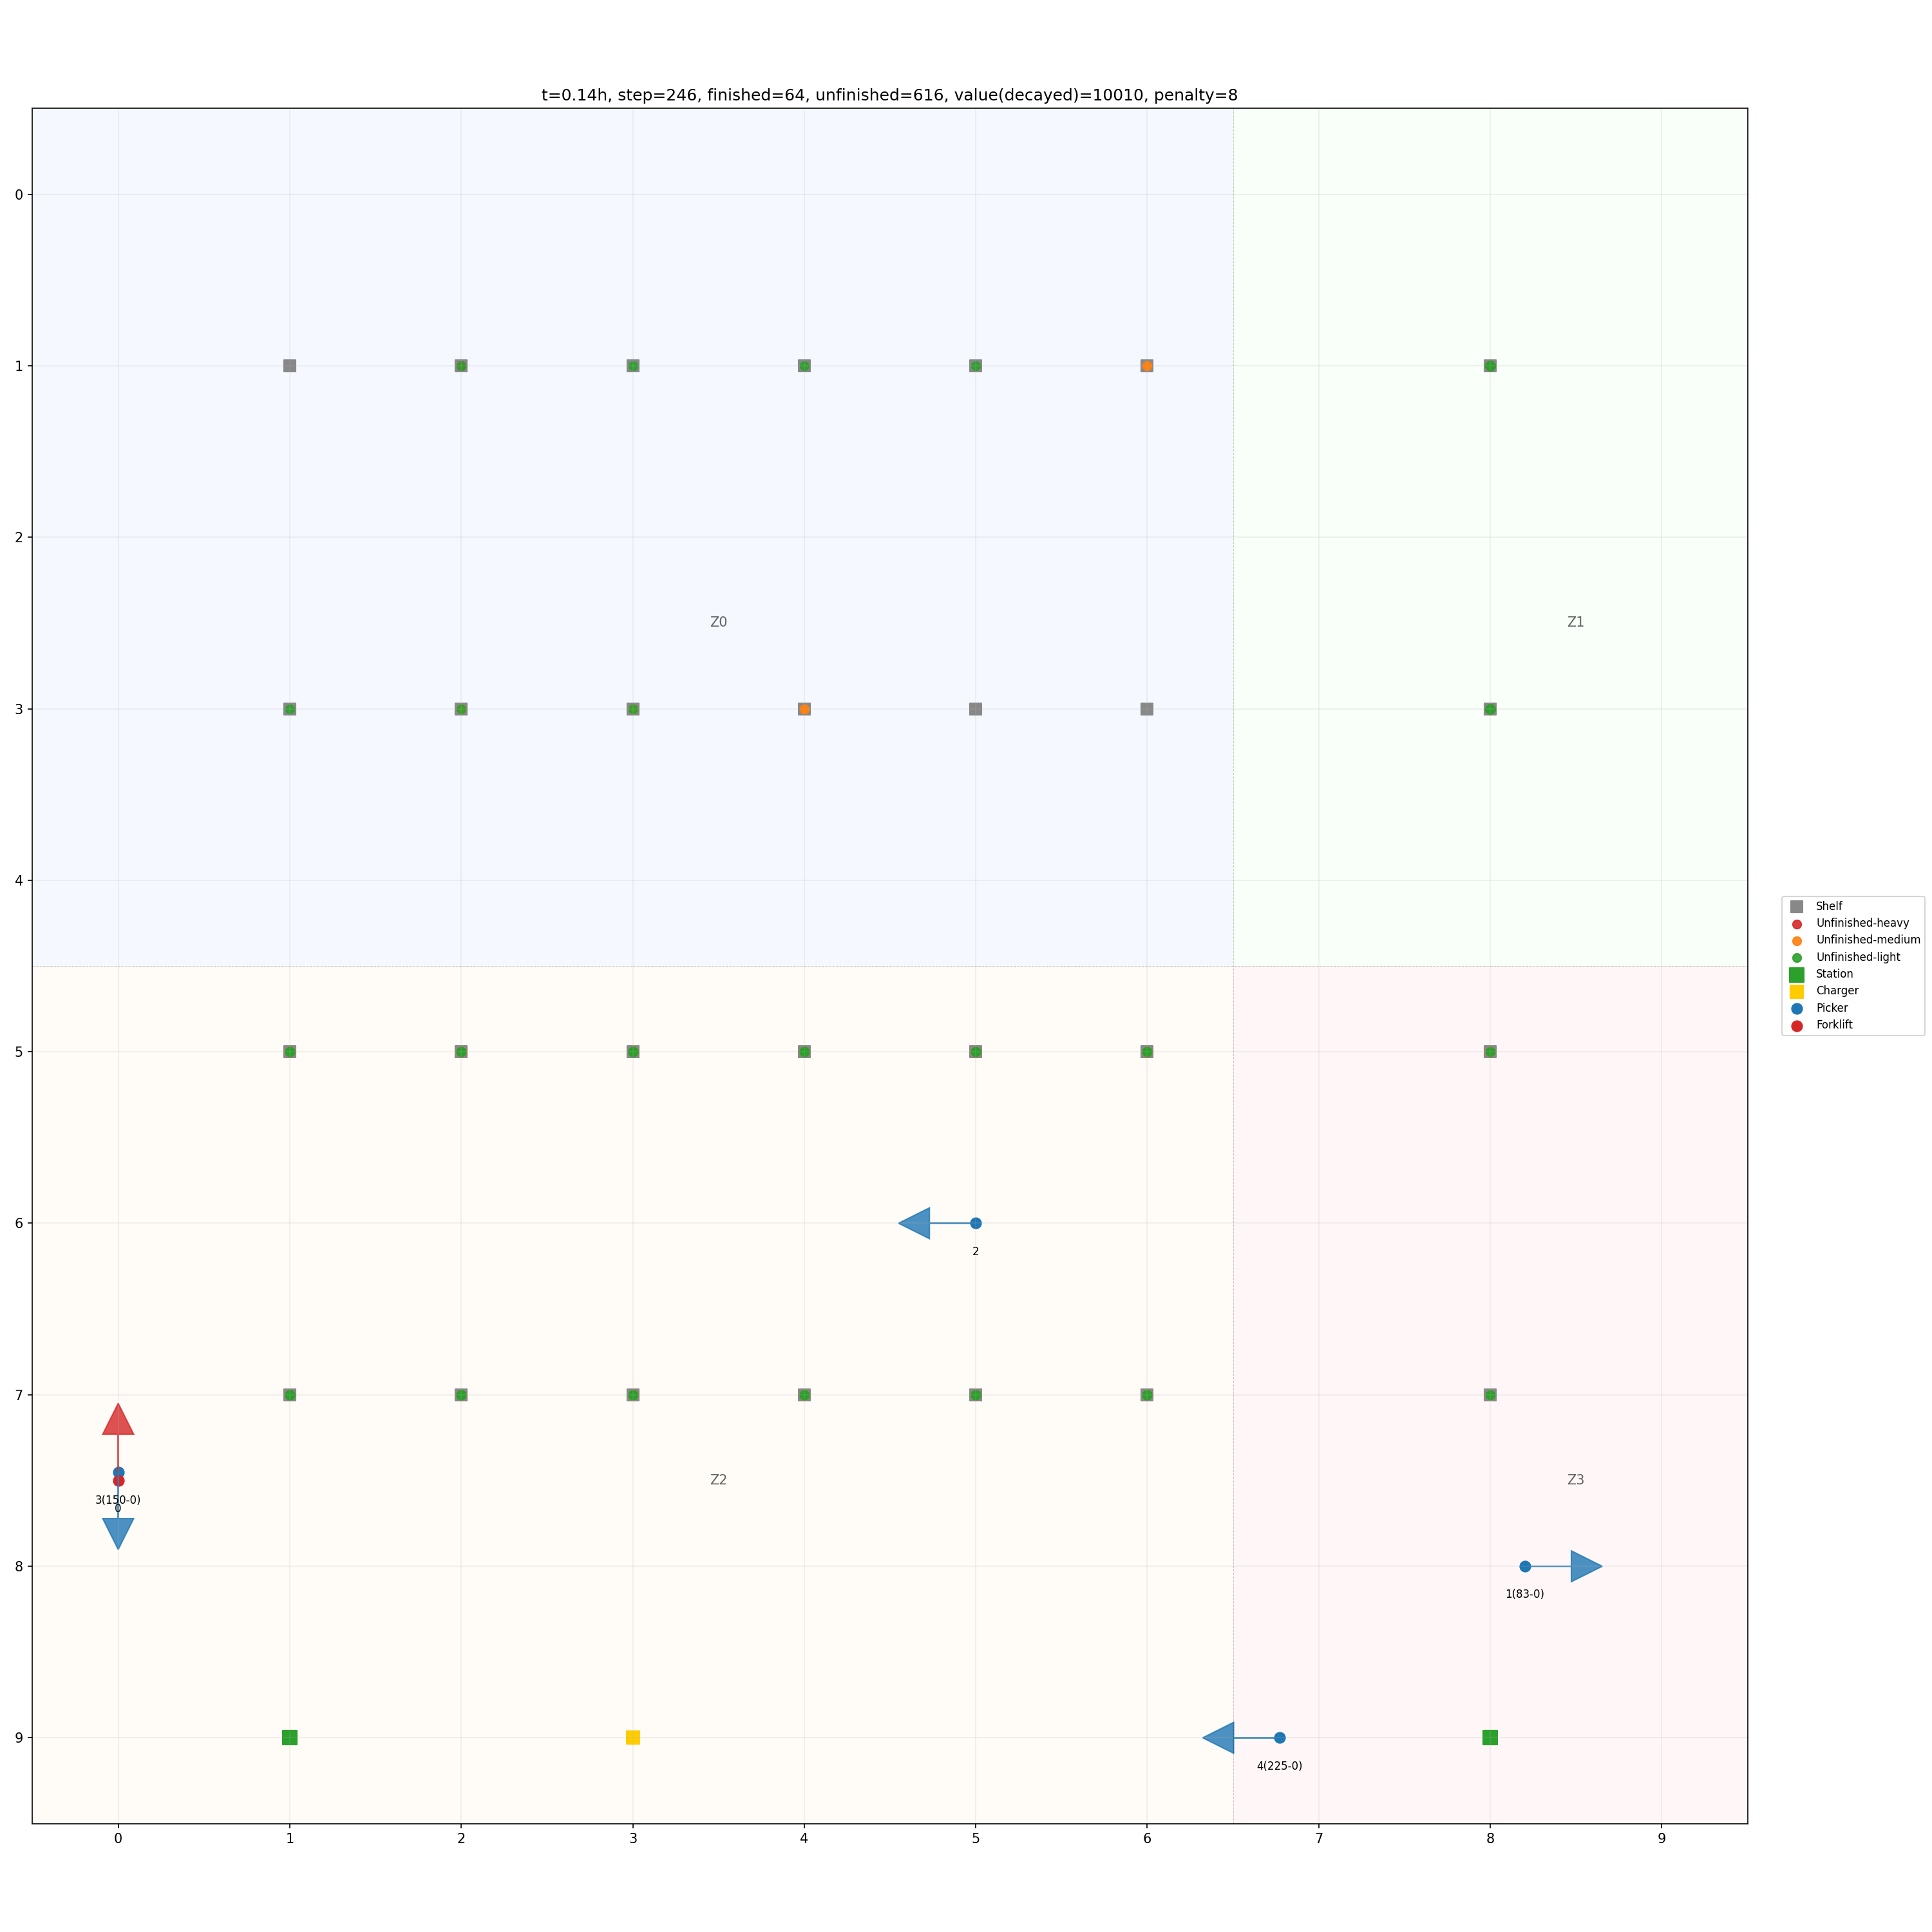 t=0.14h, step=246, finished=64, unfinished=616, value(decayed)=10010, penalty=8
0
1
2
Z0
Z1
3
4
Shelf
Unfinished-heavy
Unfinished-medium
Unfinished-light
Station
Charger
Picker
Forklift
5
6
2
7
Z2
Z3
3(150-0)
0
8
1(83-0)
9
4(225-0)
0 1 2 3 4 5 6 7 8 9